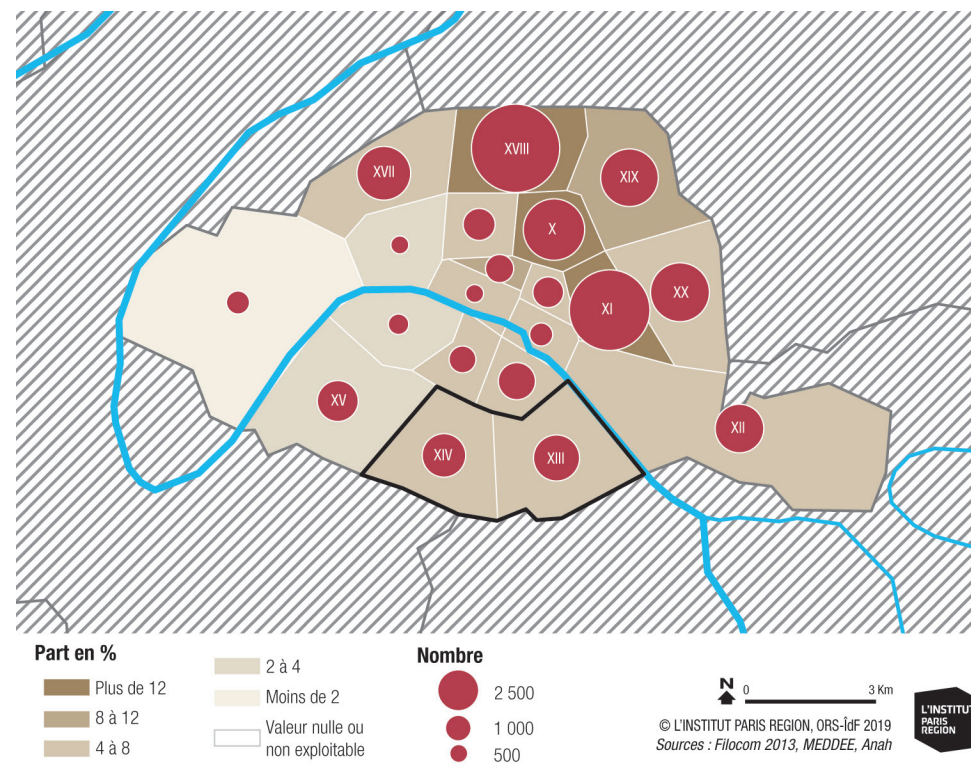 XVIII
XVII
XIX
X
XX
XI
XV
XII
XIV
XIII
Part en %
Plus de 12
8 à 12
4 à 8
2 à 4
Moins de 2
Valeur nulle ou
non exploitable
Nombre
2 500
1 000
500
N
0
3 Km
© L'INSTITUT PARIS REGION, ORS-îdF 2019
Sources : Filocom 2013, MEDDEE, Anah
L'INSTITUT
PARIS
REGION